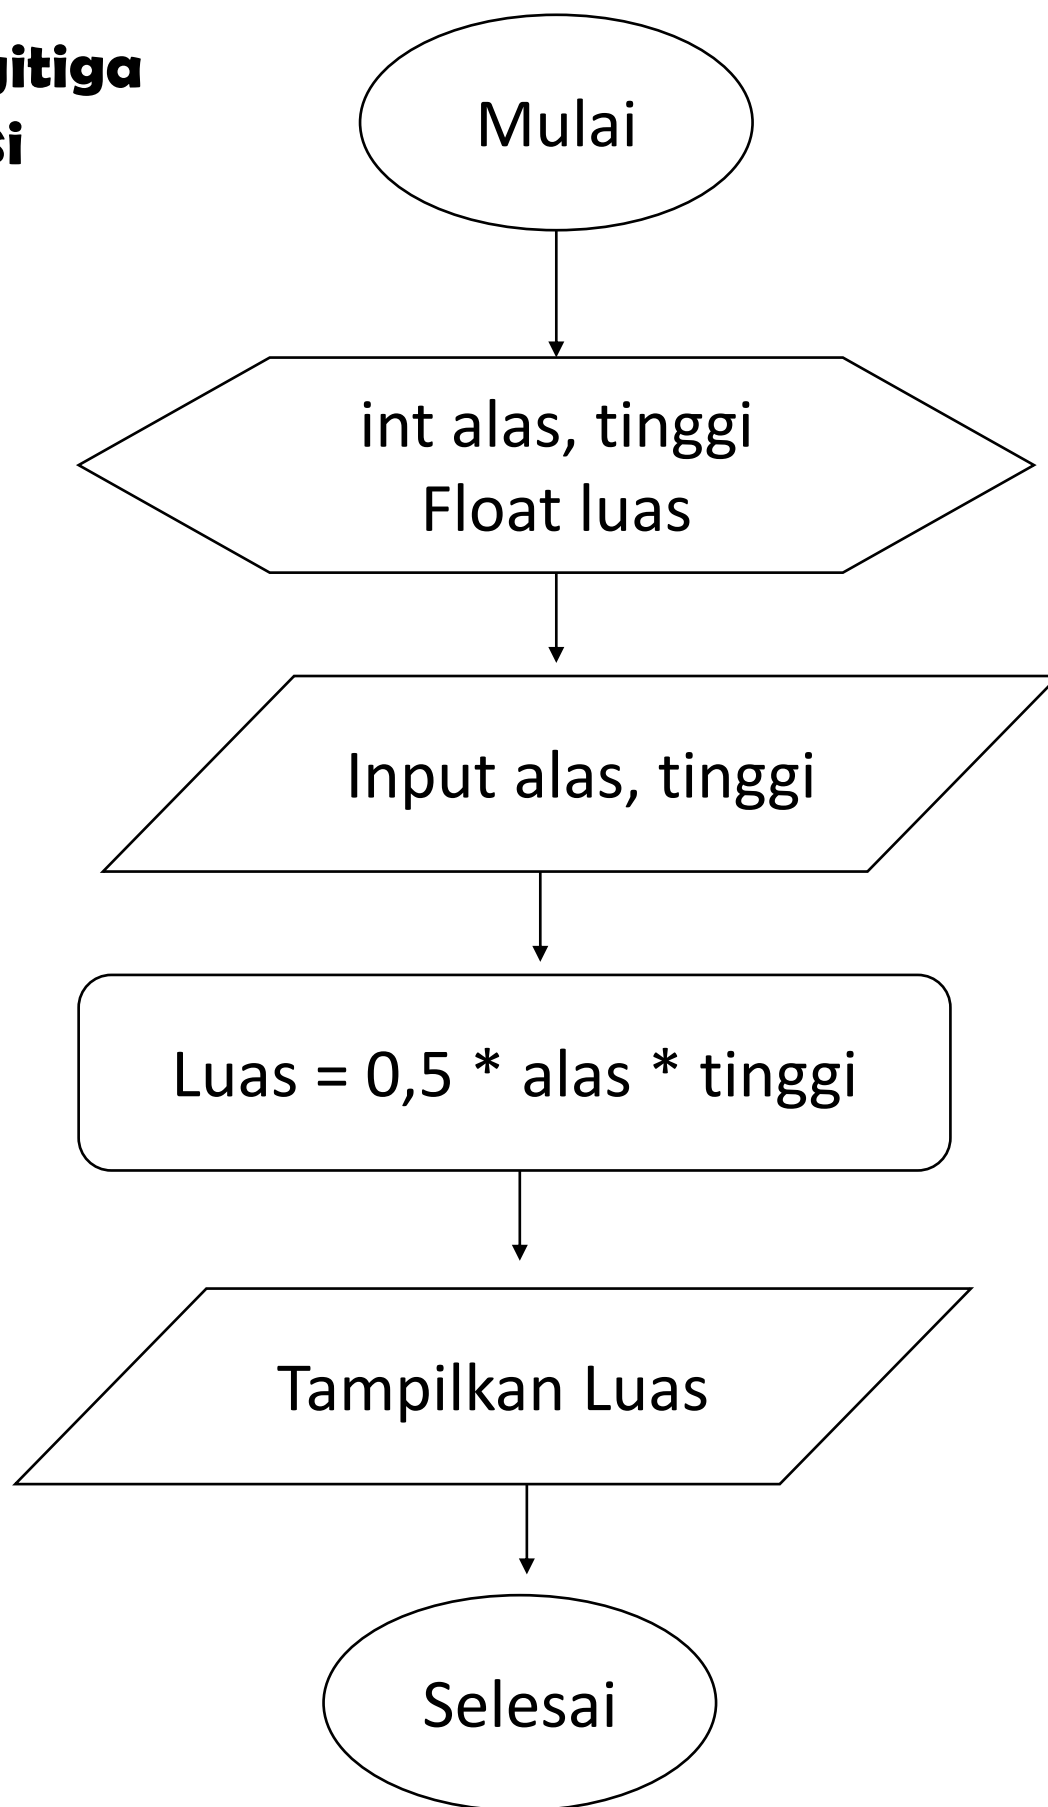 Mulai
int alas, tinggi
Float luas
Input alas, tinggi
Luas = 0,5 * alas * tinggi
Tampilkan Luas
Selesai